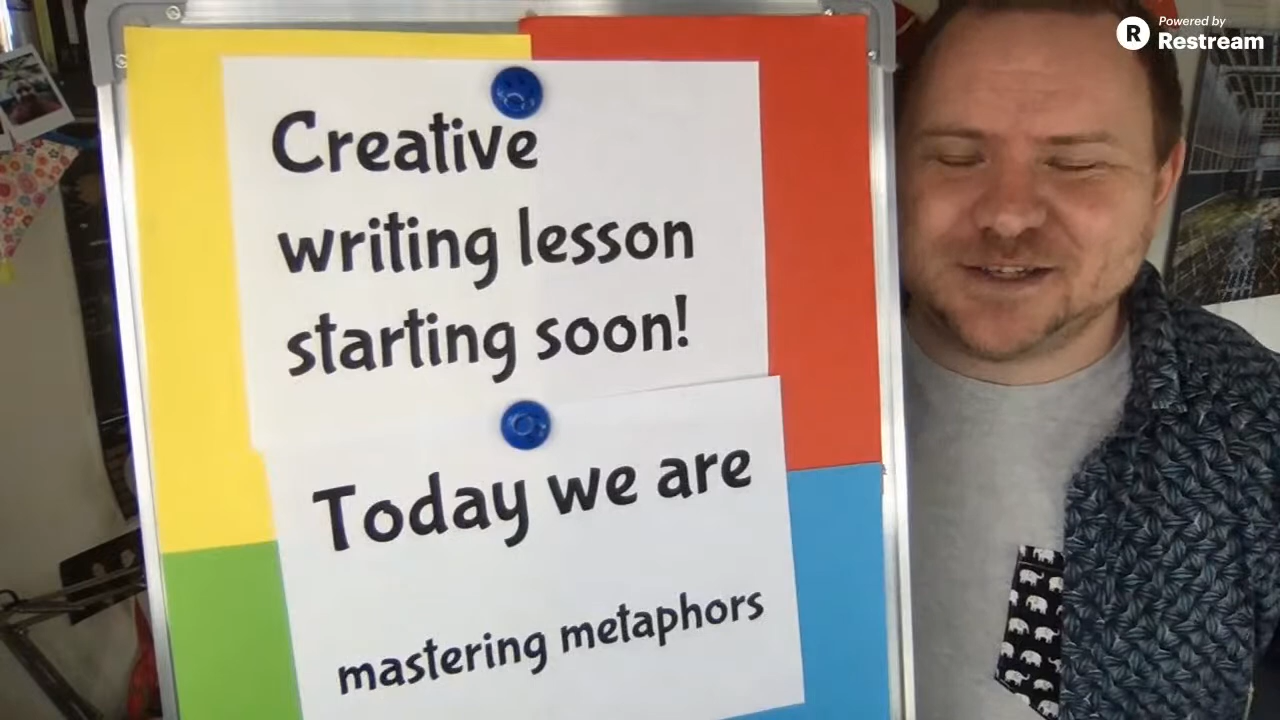 Powered by
R Restream
Creative
writing lesson
starting soon!
Today we are
mastering metaphors